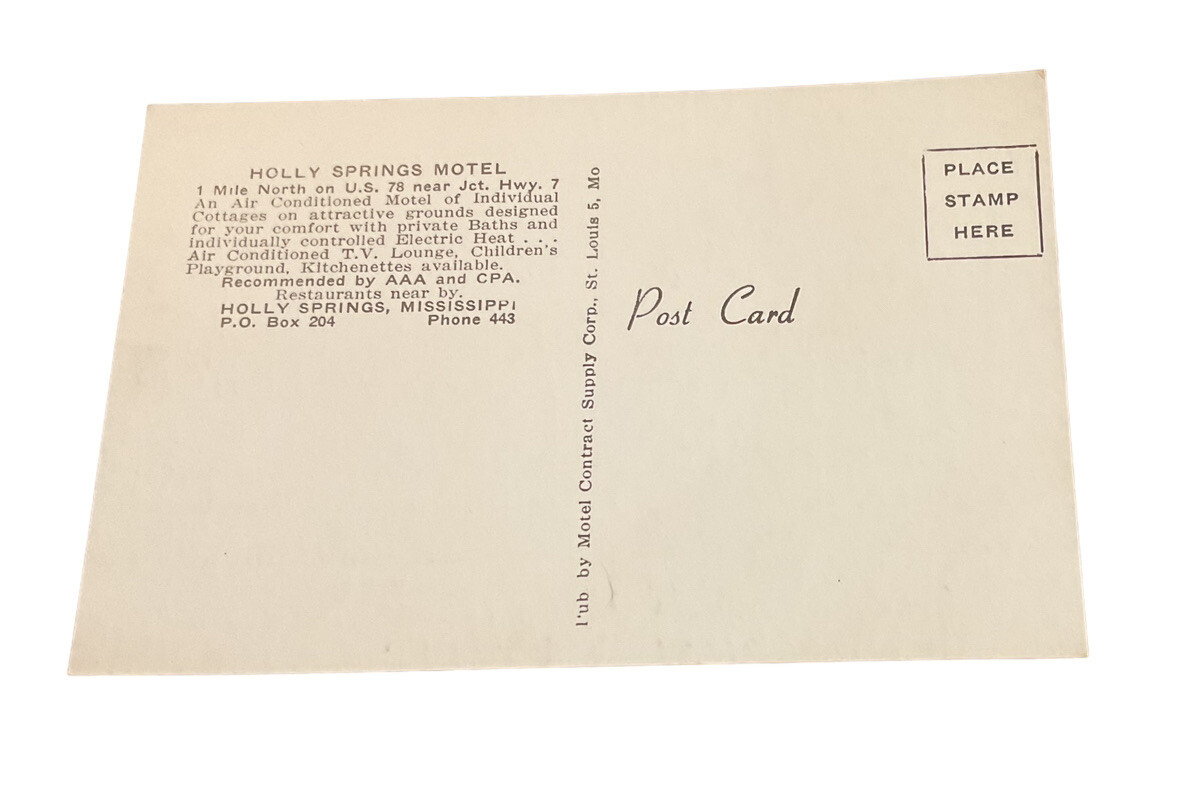 HOLLY SPRINGS MOTEL
1 Mile North on U.S. 78 near Jct. Hwy. 7
An Air Conditioned Motel of Individual
Cottages on attractive grounds designed
for your comfort with private Baths and
individually controlled Electric Heat . . .
Air Conditioned T.V. Lounge, Children's
Playground, Kitchenettes available.
Recommended by AAA and CPA.
Restaurants near by.
HOLLY SPRINGS, MISSISSIPPI
P.O. Box 204 Phone 443
Pub by Motel Contract Supply Corp., St. Louis 5, Mo
Post Card
PLACE
STAMP
HERE